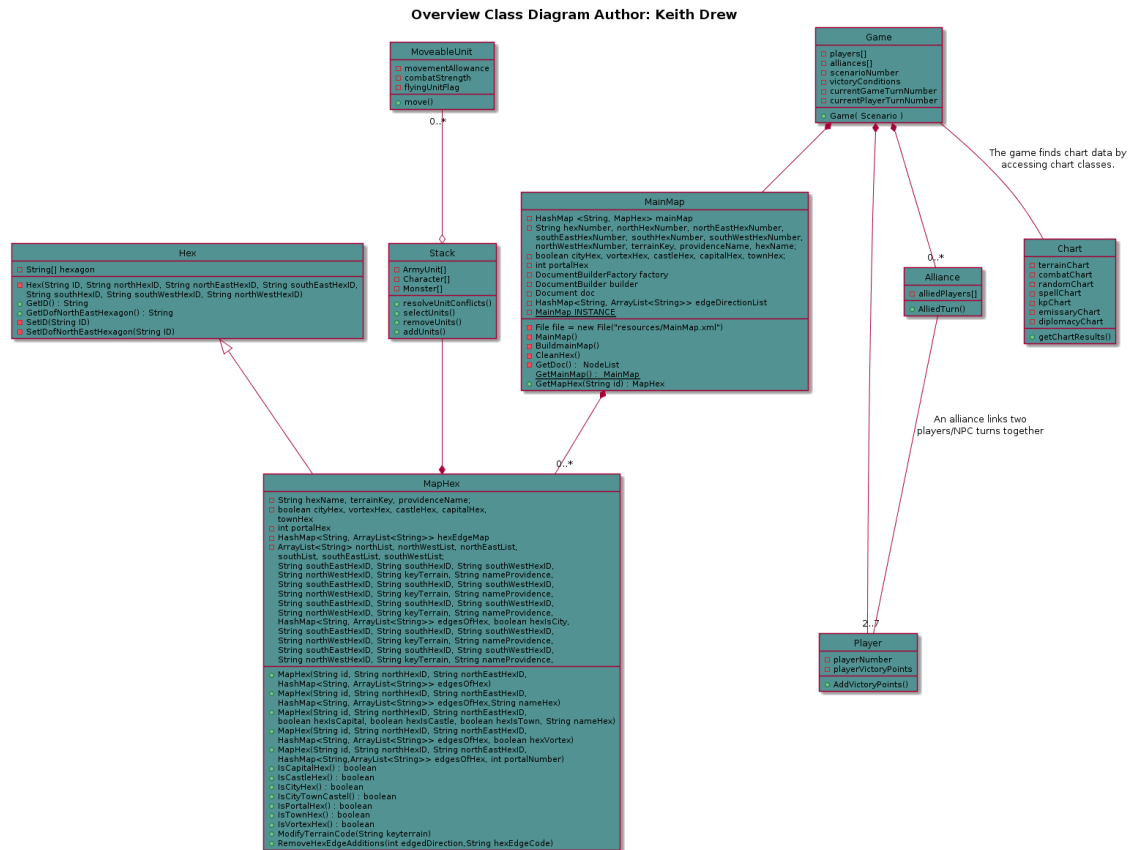 Overview Class Diagram Author: Keith Drew
MoveableUnit
movementAllowance
combatStrength
flyingUnitFlag
move()
0..*
Game
players[]
alliances[]
scenarioNumber
victoryConditions
currentGameTurnNumber
currentPlayerTurnNumber
Game( Scenario )
The game finds chart data by
accessing chart classes.
Hex
String[] hexagon
Hex(String ID, String northHexID, String northEastHexID, String southEastHexID,
String southHexID, String southWestHexID, String northWestHexID)
GetID() : String
GetIDofNorthEastHexagon() : String
SetID(String ID)
SetIDofNorthEastHexagon(String ID)
Stack
ArmyUnit[]
Character[]
Monster[]
resolveUnitConflicts()
selectUnits()
removeUnits()
addUnits()
MainMap
HashMap <String, MapHex> mainMap
String hexNumber, northHexNumber, northEastHexNumber,
southEastHexNumber, southHexNumber, southWestHexNumber,
northWestHexNumber, terrainKey, providenceName, hexName;
boolean cityHex, vortexHex, castleHex, capitalHex, townHex;
int portalHex
DocumentBuilderFactory factory
DocumentBuilder builder
Document doc
HashMap<String, ArrayList<String>> edgeDirectionList
MainMap INSTANCE
File file = new File("resources/MainMap.xml")
MainMap()
BuildmainMap()
CleanHex()
GetDoc() : NodeList
GetMainMap() : MainMap
GetMapHex(String id) : MapHex
0..*
Alliance
alliedPlayers[]
AlliedTurn()
Chart
terrainChart
combatChart
randomChart
spellChart
kpChart
emissaryChart
diplomacyChart
getChartResults()
An alliance links two
players/NPC turns together
0..*
MapHex
String hexName, terrainKey, providenceName;
boolean cityHex, vortexHex, castleHex, capitalHex,
townHex
int portalHex
HashMap<String, ArrayList<String>> hexEdgeMap
ArrayList<String> northList, northWestList, northEastList,
southList, southEastList, southWestList;
String southEastHexID, String southHexID, String southWestHexID,
String northWestHexID, String keyTerrain, String nameProvidence,
String southEastHexID, String southHexID, String southWestHexID,
String northWestHexID, String keyTerrain, String nameProvidence,
String southEastHexID, String southHexID, String southWestHexID,
String northWestHexID, String keyTerrain, String nameProvidence,
HashMap<String, ArrayList<String>> edgesOfHex, boolean hexIsCity,
String southEastHexID, String southHexID, String southWestHexID,
String northWestHexID, String keyTerrain, String nameProvidence,
String southEastHexID, String southHexID, String southWestHexID,
String northWestHexID, String keyTerrain, String nameProvidence,
MapHex(String id, String northHexID, String northEastHexID,
HashMap<String, ArrayList<String>> edgesOfHex)
MapHex(String id, String northHexID, String northEastHexID,
HashMap<String, ArrayList<String>> edgesOfHex,String nameHex)
MapHex(String id, String northHexID, String northEastHexID,
boolean hexIsCapital, boolean hexIsCastle, boolean hexIsTown, String nameHex)
MapHex(String id, String northHexID, String northEastHexID,
HashMap<String, ArrayList<String>> edgesOfHex, boolean hexVortex)
MapHex(String id, String northHexID, String northEastHexID,
HashMap<String,ArrayList<String>> edgesOfHex, int portalNumber)
IsCapitalHex() : boolean
IsCastleHex() : boolean
IsCityHex() : boolean
IsCityTownCastel() : boolean
IsPortalHex() : boolean
IsTownHex() : boolean
IsVortexHex() : boolean
ModifyTerrainCode(String keyterrain)
RemoveHexEdgeAdditions(int edgedDirection,String hexEdgeCode)
2..7
Player
playerNumber
playerVictoryPoints
AddVictoryPoints()